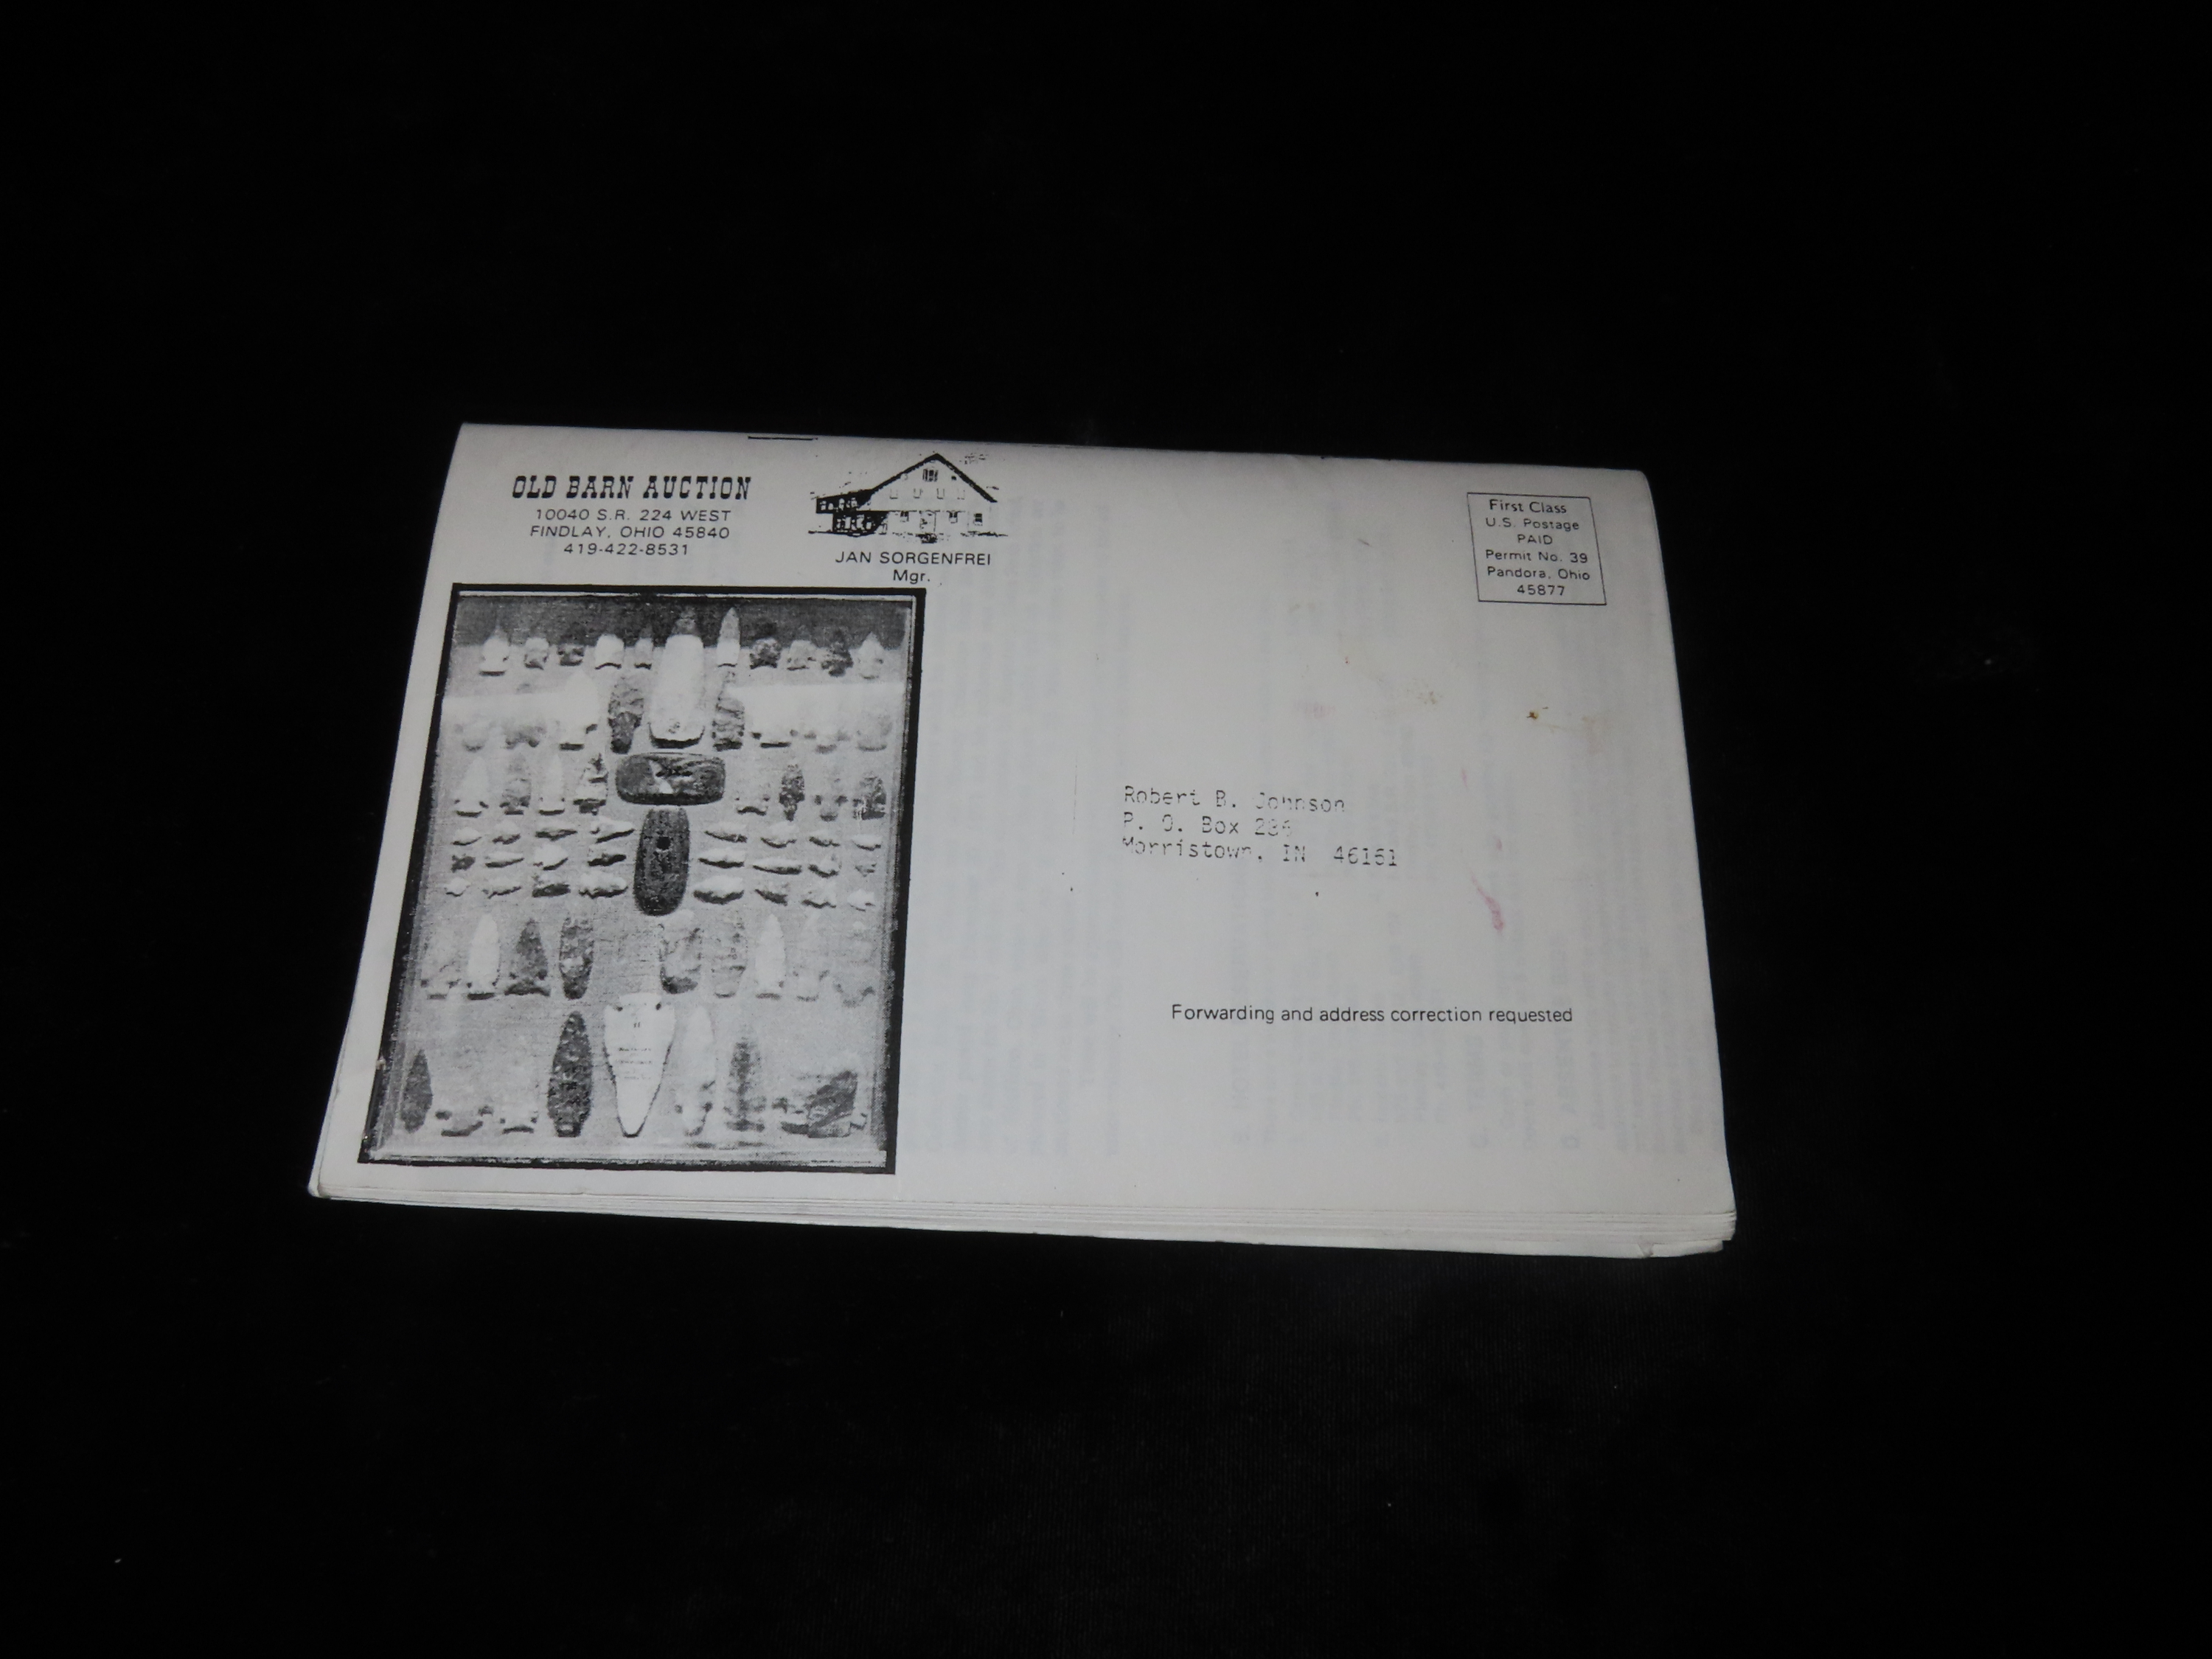 OLD BARN AUCTION
10040 S.R. 224 WEST
FINDLAY, OHIO 45840
419-422-8531
JAN SORGENFREI
Mgr.
First Class
U.S. Postage
PAID
Permit No. 39
Pandora, Ohio
45877
Robert B. Johnson
P. O. Box 236
Morristown, IN 46161
Forwarding and address correction requested